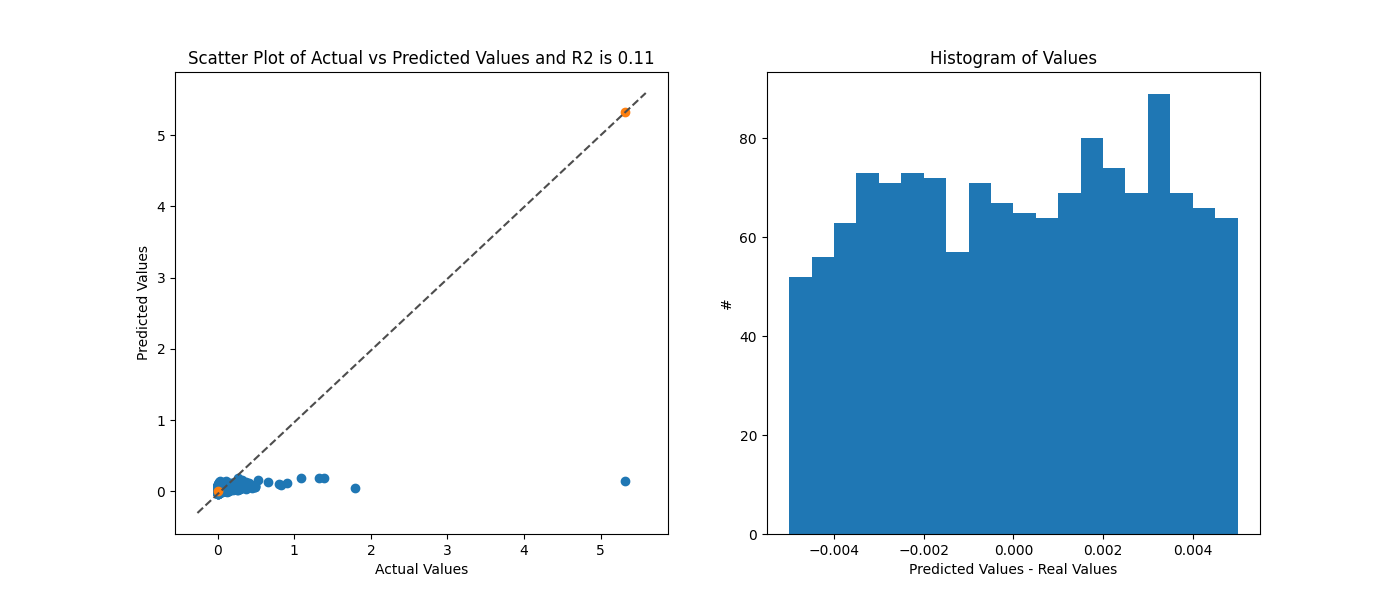 Scatter Plot of Actual vs Predicted Values and R2 is 0.11
5
4
3
2
1
0
Predicted Values
0 1 2 3 4 5
Actual Values
Histogram of Values
80
60
40
20
0
#
−0.004 −0.002 0.000 0.002 0.004
Predicted Values - Real Values